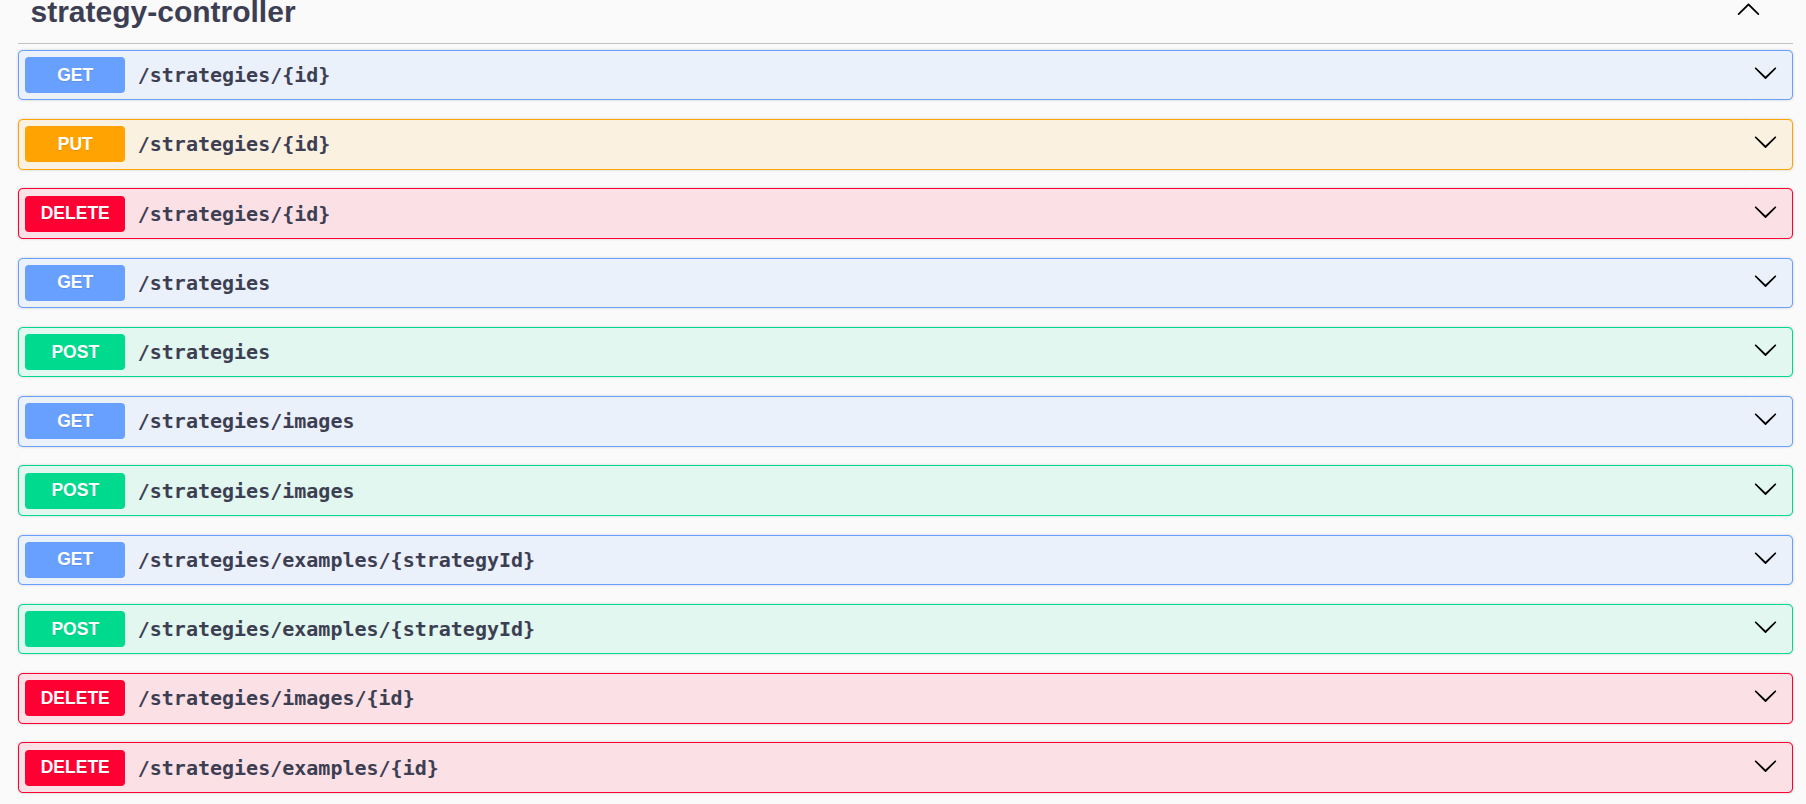 strategy-controller
GET /strategies/{id}
PUT /strategies/{id}
DELETE /strategies/{id}
GET /strategies
POST /strategies
GET /strategies/images
POST /strategies/images
GET /strategies/examples/{strategyId}
POST /strategies/examples/{strategyId}
DELETE /strategies/images/{id}
DELETE /strategies/examples/{id}